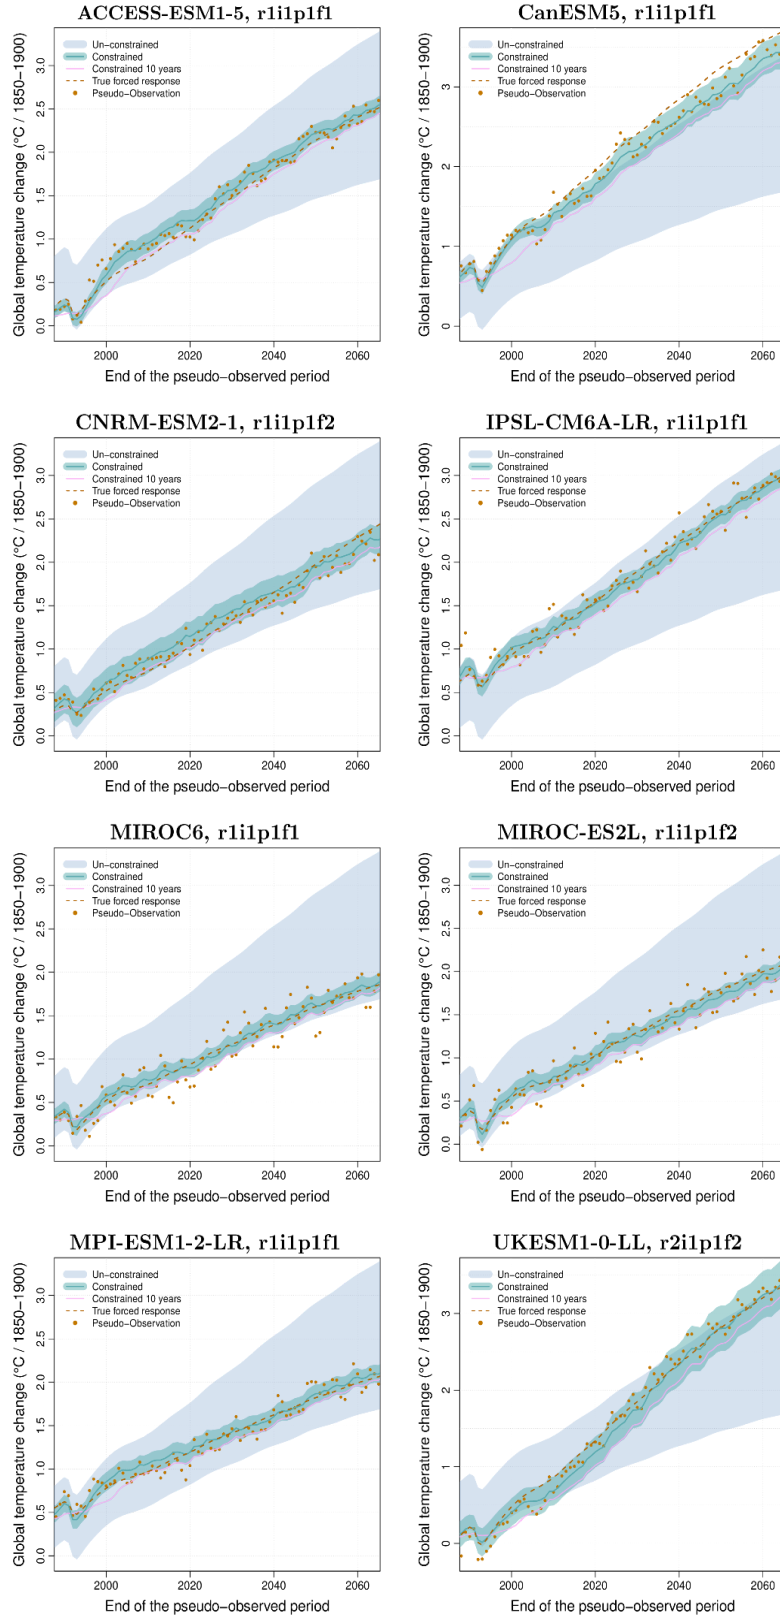 ACCESS-ESM1-5, r1i1p1f1
Global temperature change (°C / 1850−1900)
3.0
2.5
2.0
1.5
1.0
0.5
0.0
Un−constrained
Constrained
Constrained 10 years
True forced response
Pseudo−Observation
2000 2020 2040 2060
End of the pseudo−observed period
CanESM5, r1i1p1f1
Global temperature change (°C / 1850−1900)
3
2
1
0
Un−constrained
Constrained
Constrained 10 years
True forced response
Pseudo−Observation
2000 2020 2040 2060
End of the pseudo−observed period
CNRM-ESM2-1, r1i1p1f2
Global temperature change (°C / 1850−1900)
3.0
2.5
2.0
1.5
1.0
0.5
0.0
Un−constrained
Constrained
Constrained 10 years
True forced response
Pseudo−Observation
2000 2020 2040 2060
End of the pseudo−observed period
IPSL-CM6A-LR, r1i1p1f1
Global temperature change (°C / 1850−1900)
3.0
2.5
2.0
1.5
1.0
0.5
0.0
Un−constrained
Constrained
Constrained 10 years
True forced response
Pseudo−Observation
2000 2020 2040 2060
End of the pseudo−observed period
MIROC6, r1i1p1f1
Global temperature change (°C / 1850−1900)
3.0
2.5
2.0
1.5
1.0
0.5
0.0
Un−constrained
Constrained
Constrained 10 years
True forced response
Pseudo−Observation
2000 2020 2040 2060
End of the pseudo−observed period
MIROC-ES2L, r1i1p1f2
Global temperature change (°C / 1850−1900)
3.0
2.5
2.0
1.5
1.0
0.5
0.0
Un−constrained
Constrained
Constrained 10 years
True forced response
Pseudo−Observation
2000 2020 2040 2060
End of the pseudo−observed period
MPI-ESM1-2-LR, r1i1p1f1
Global temperature change (°C / 1850−1900)
3.0
2.5
2.0
1.5
1.0
0.5
0.0
Un−constrained
Constrained
Constrained 10 years
True forced response
Pseudo−Observation
2000 2020 2040 2060
End of the pseudo−observed period
UKESM1-0-LL, r2i1p1f2
Global temperature change (°C / 1850−1900)
3
2
1
0
Un−constrained
Constrained
Constrained 10 years
True forced response
Pseudo−Observation
2000 2020 2040 2060
End of the pseudo−observed period